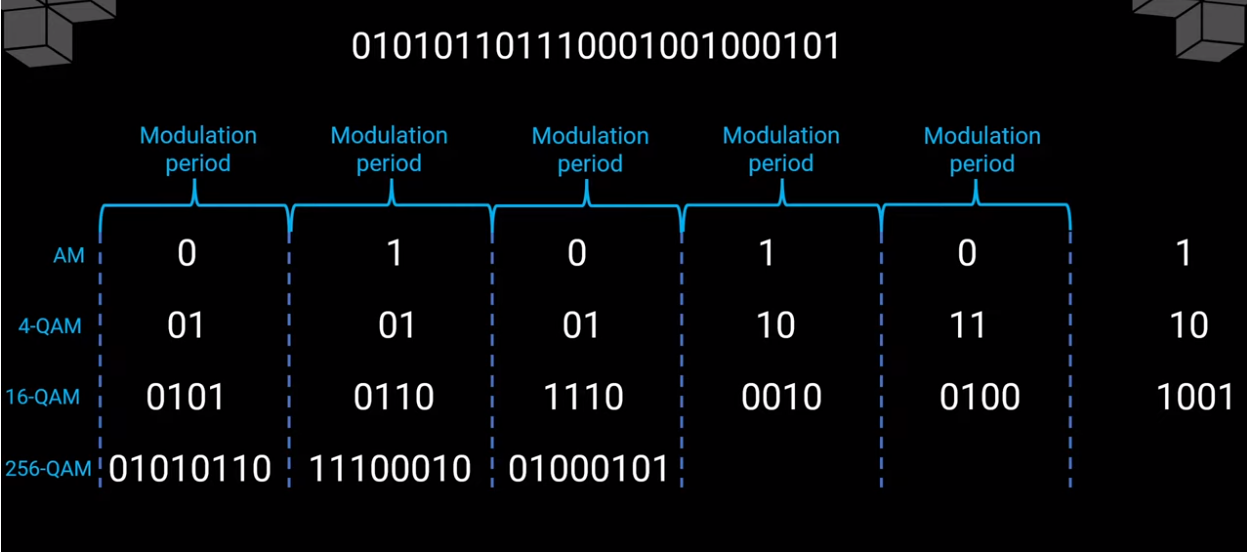 010101101110001001000101
Modulation period
Modulation period
Modulation period
Modulation period
Modulation period
AM 0 1 0 1 0 1
4-QAM 01 01 01 10 11 10
16-QAM 0101 0110 1110 0010 0100 1001
256-QAM 01010110 11100010 01000101